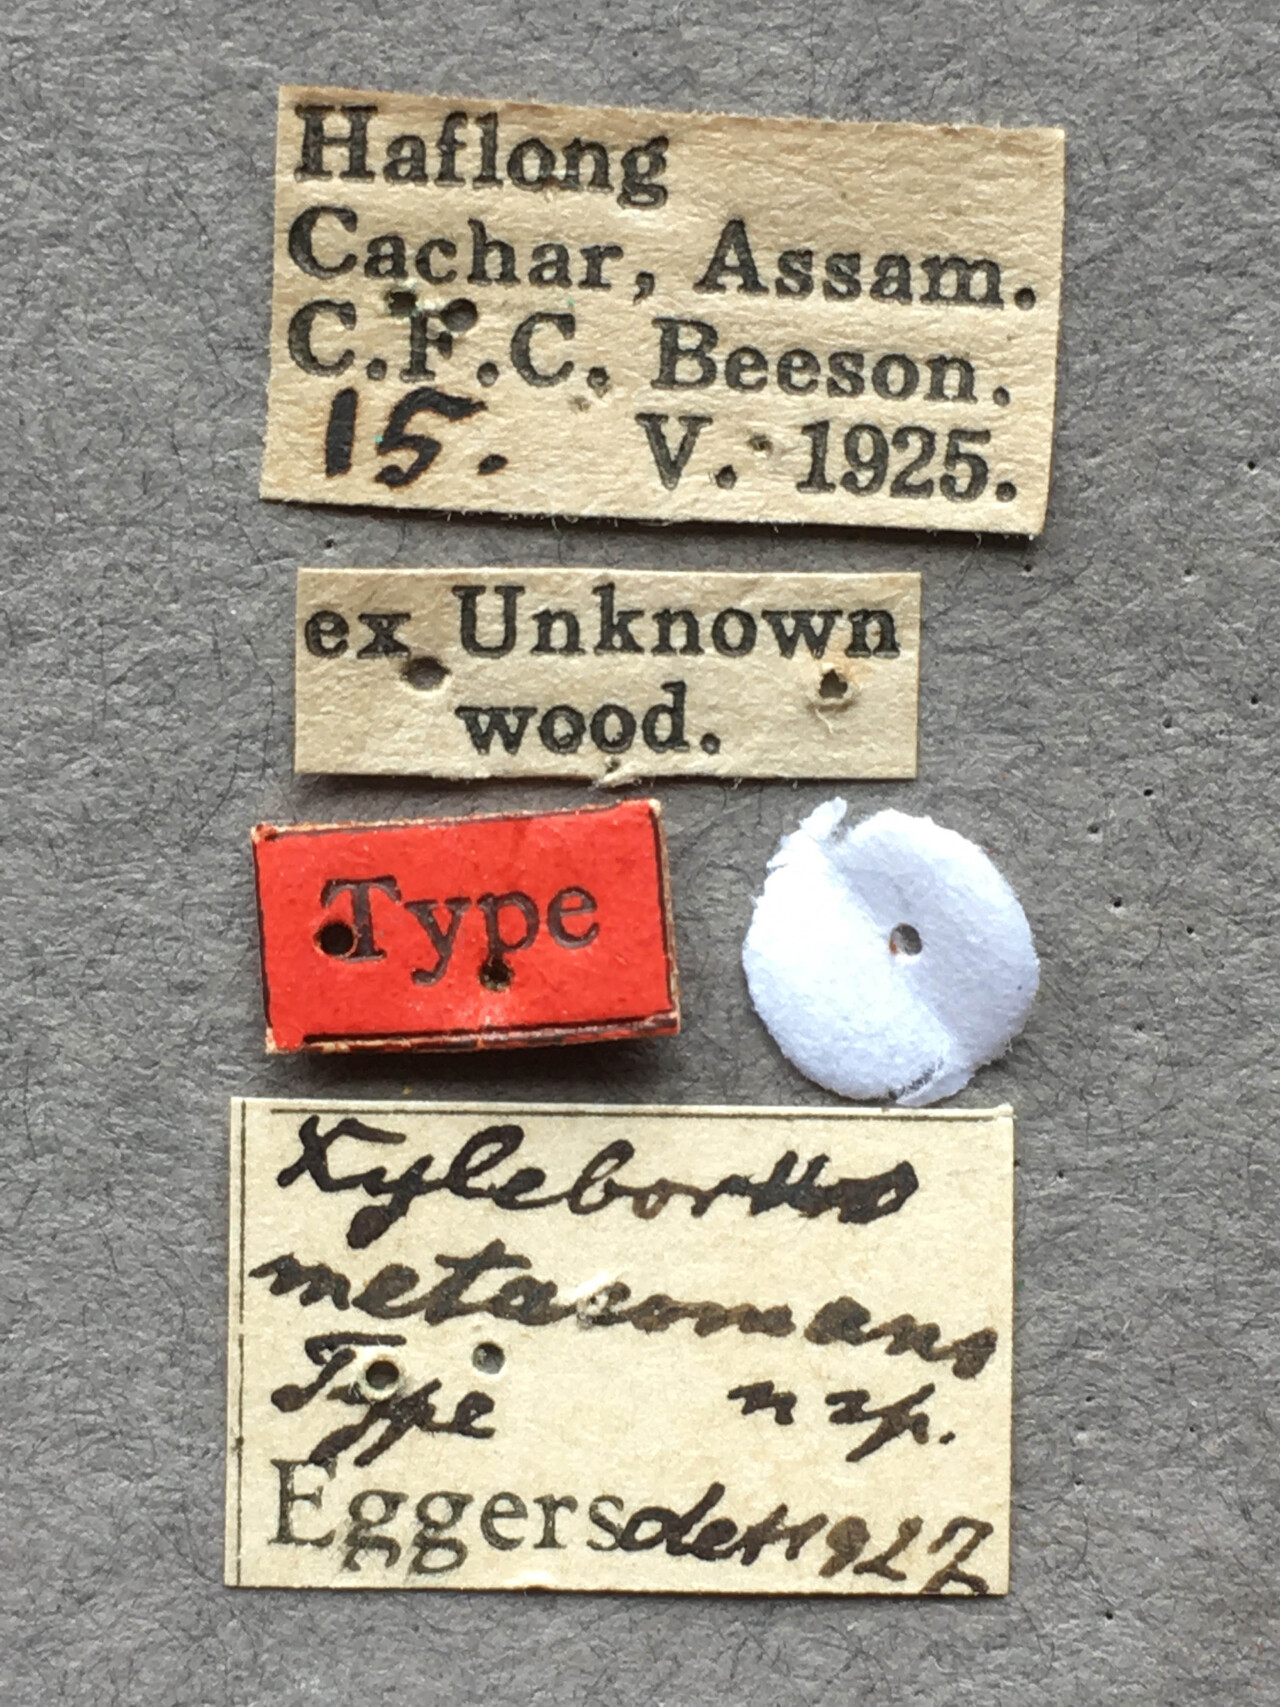 Haflong
Cachar, Assam.
C.F.C. Beeson.
15. V. 1925.
ex Unknown
wood.
Type
Xyleborus
metacomans
Type n sp.
Eggers det 1927